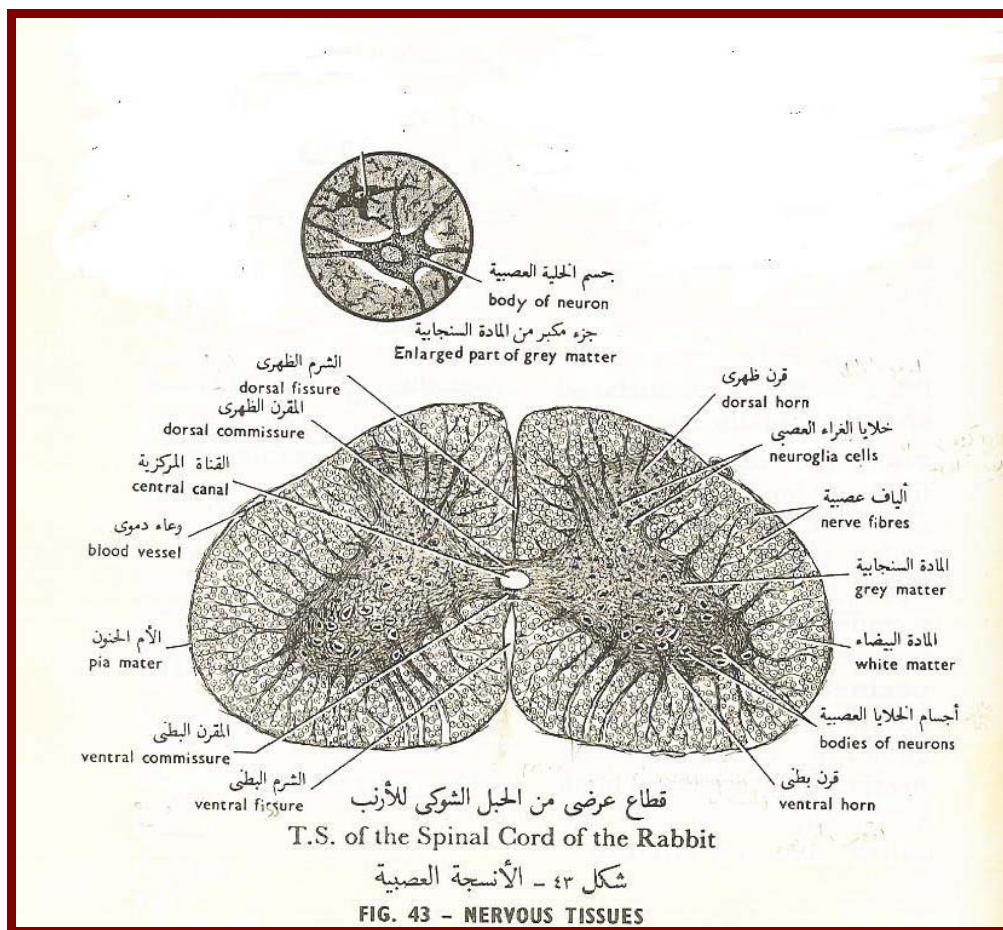 جسم الخلية العصبية
body of neuron
جزء مكبر من المادة السنجابية
Enlarged part of grey matter
الشرم الظهرى
dorsal fissure
المقرن الظهرى
dorsal commissure
القناة المركزية
central canal
وعاء دموى
blood vessel
الأم الحنون
pia mater
المقرن البطنى
ventral commissure
الشرم البطنى
ventral fissure
قرن ظهرى
dorsal horn
خلايا الغراء العصبى
neuroglia cells
ألياف عصبية
nerve fibres
المادة السنجابية
grey matter
المادة البيضاء
white matter
أجسام الخلايا العصبية
bodies of neurons
قرن بطنى
ventral horn
قطاع عرضى من الحبل الشوكى للأرنب
T.S. of the Spinal Cord of the Rabbit
شكل ٤٣ – الأنسجة العصبية
FIG. 43 – NERVOUS TISSUES